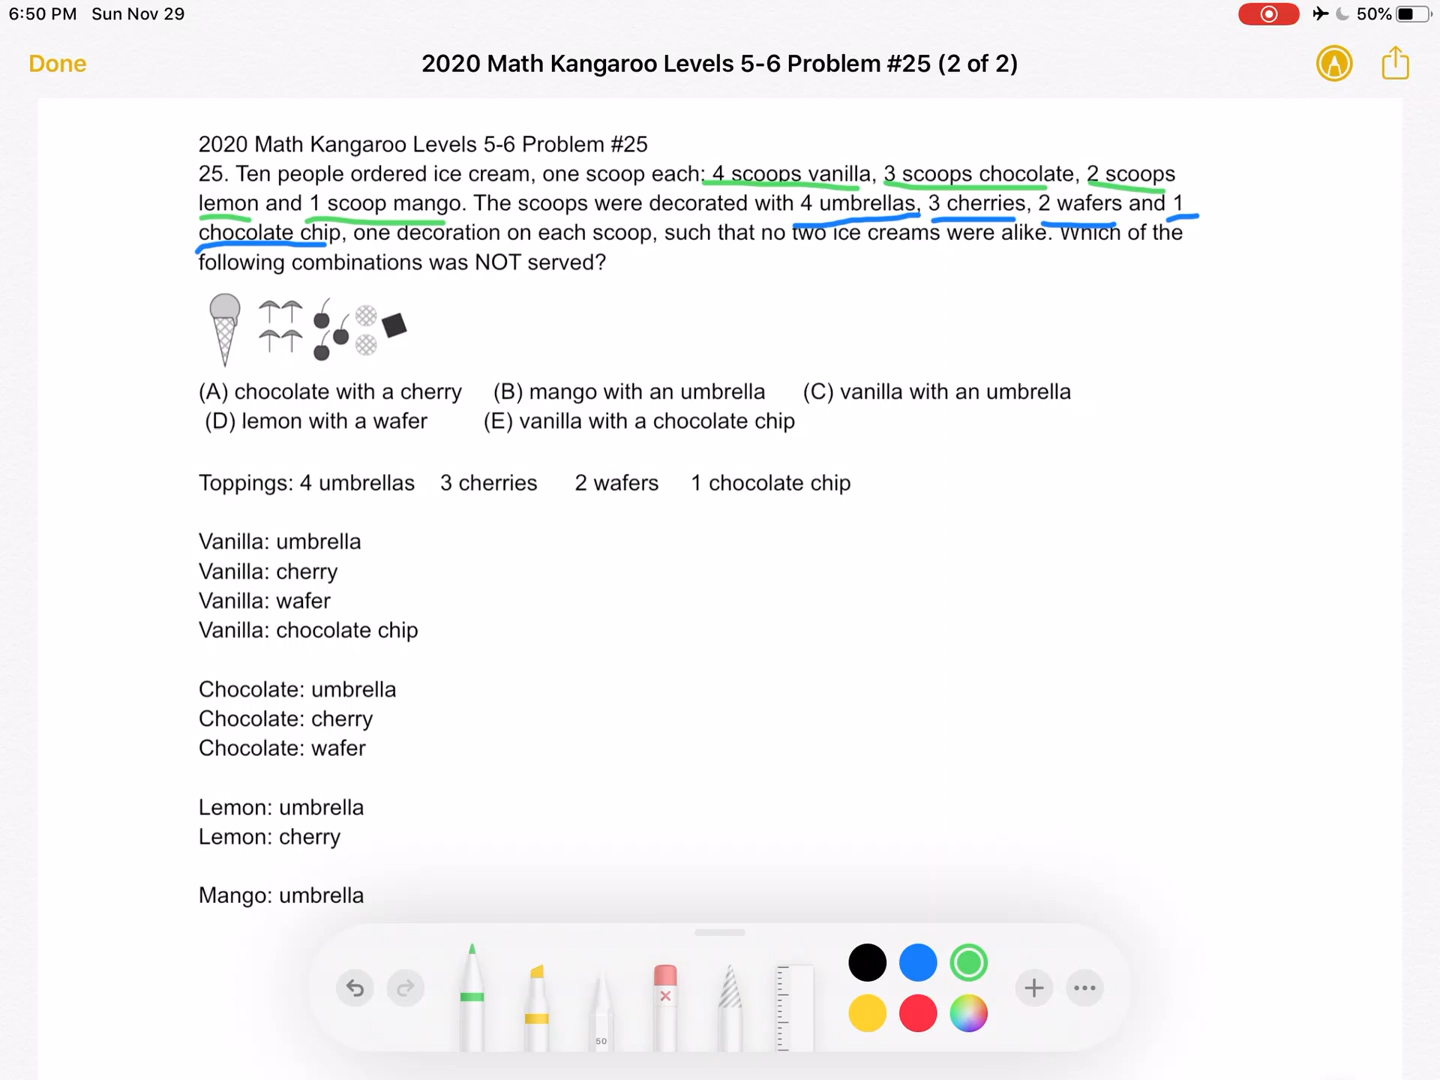 6:50 PM Sun Nov 29
50%
Done
2020 Math Kangaroo Levels 5-6 Problem #25 (2 of 2)
2020 Math Kangaroo Levels 5-6 Problem #25
25. Ten people ordered ice cream, one scoop each: 4 scoops vanilla, 3 scoops chocolate, 2 scoops
lemon and 1 scoop mango. The scoops were decorated with 4 umbrellas, 3 cherries, 2 wafers and 1
chocolate chip, one decoration on each scoop, such that no two ice creams were alike. Which of the
following combinations was NOT served?
(A) chocolate with a cherry (B) mango with an umbrella (C) vanilla with an umbrella
(D) lemon with a wafer (E) vanilla with a chocolate chip
Toppings: 4 umbrellas 3 cherries 2 wafers 1 chocolate chip
Vanilla: umbrella
Vanilla: cherry
Vanilla: wafer
Vanilla: chocolate chip
Chocolate: umbrella
Chocolate: cherry
Chocolate: wafer
Lemon: umbrella
Lemon: cherry
Mango: umbrella
50